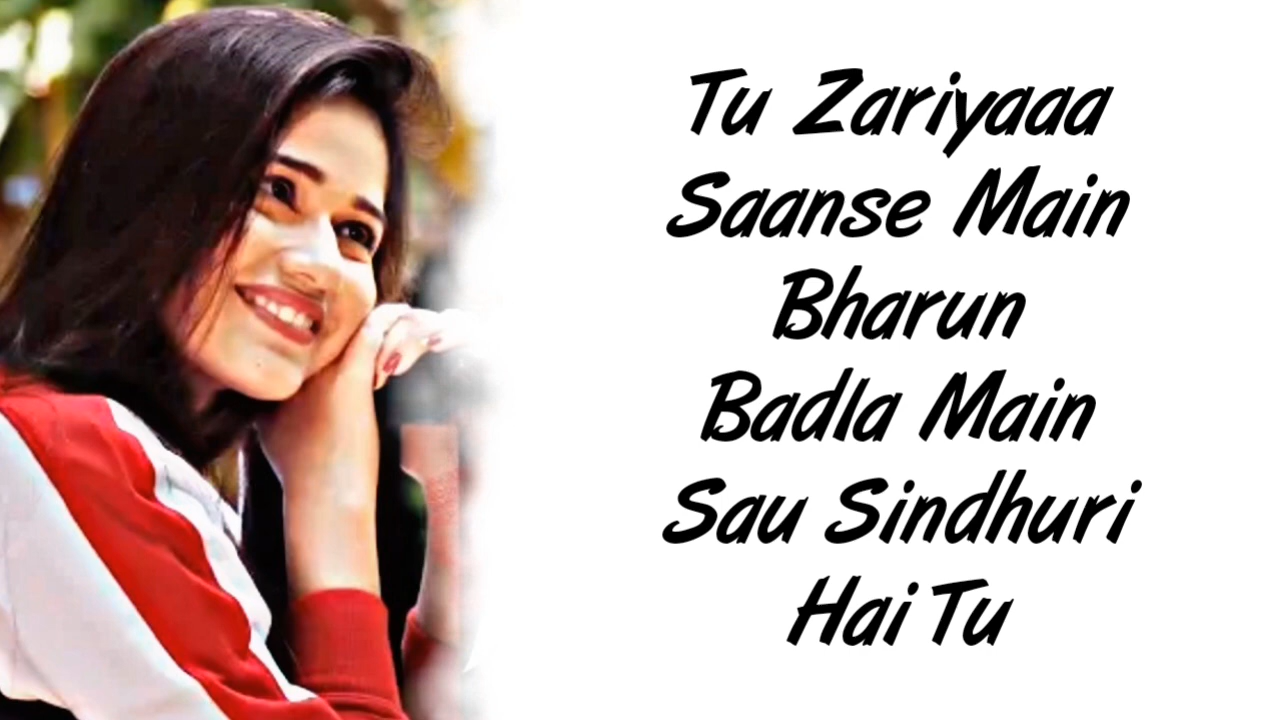 Tu Zariyaaa
Saanse Main
Bharun
Badla Main
Sau Sindhuri
Hai Tu